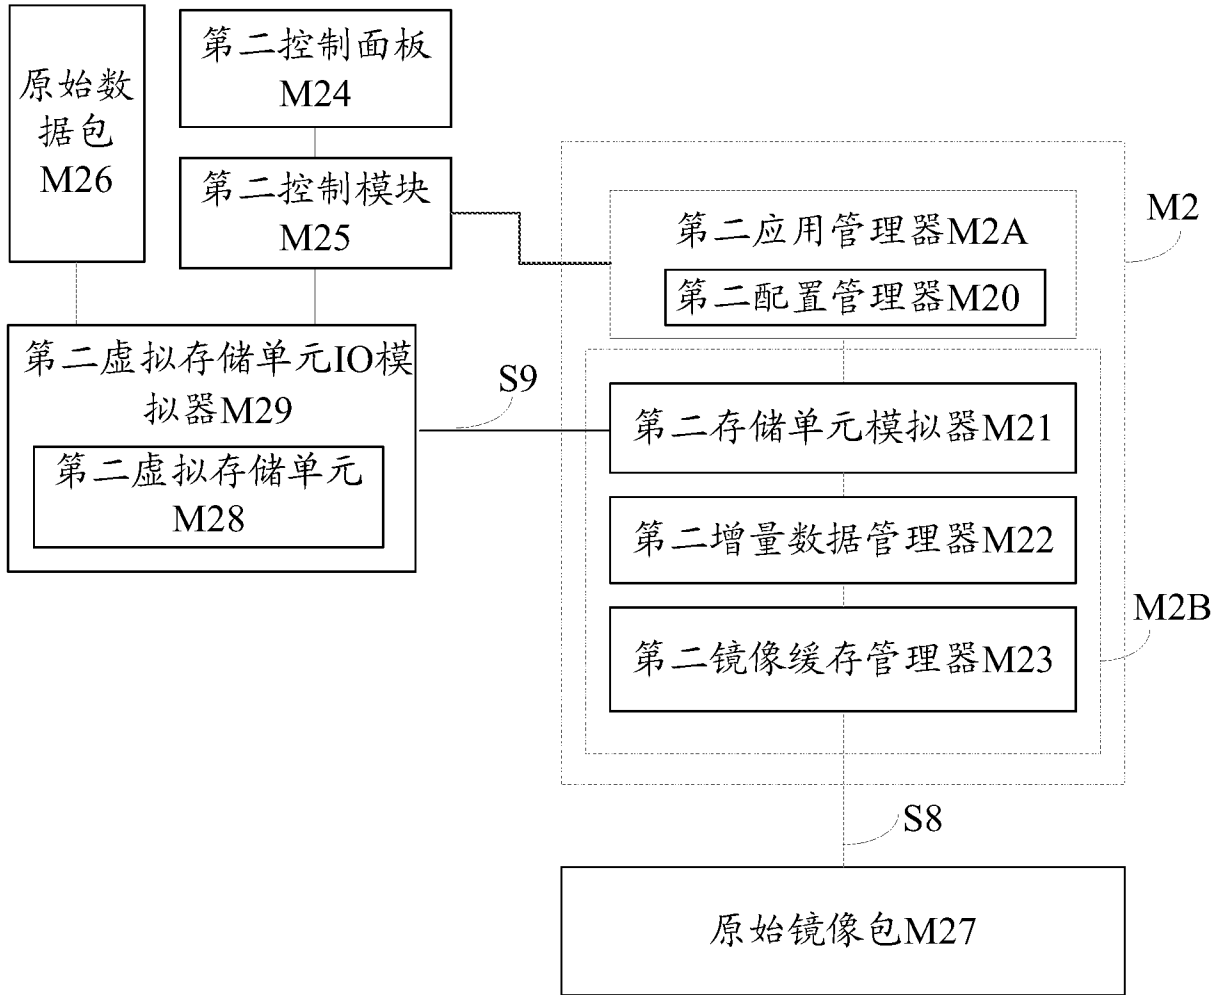 原始数
据包
M26
第二控制面板
M24
第二控制模块
M25
第二虚拟存储单元IO模
拟器M29
第二虚拟存储单元
M28
S9
第二应用管理器M2A
第二配置管理器M20
第二存储单元模拟器M21
第二增量数据管理器M22
第二镜像缓存管理器M23
M2
M2B
S8
原始镜像包M27